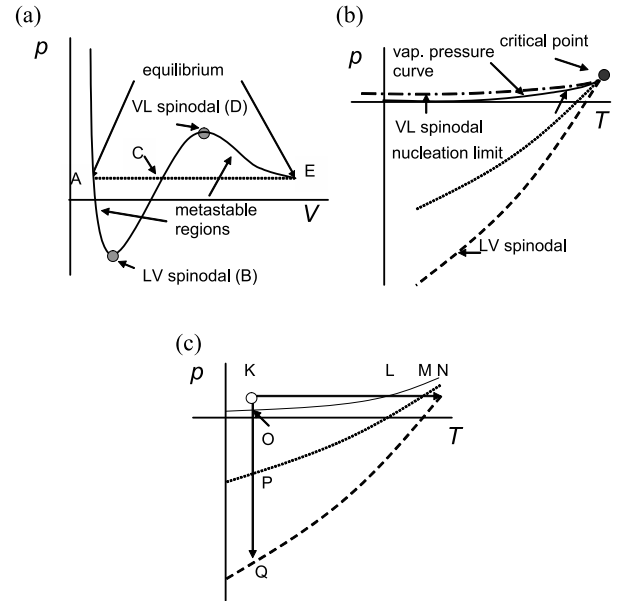 (a)
p
equilibrium
VL spinodal (D)
C
E
A
metastable
regions
V
LV spinodal (B)
(b)
critical point
vap. pressure
curve
p
T
VL spinodal
nucleation limit
LV spinodal
(c)
p
K
L
M N
O
T
P
Q